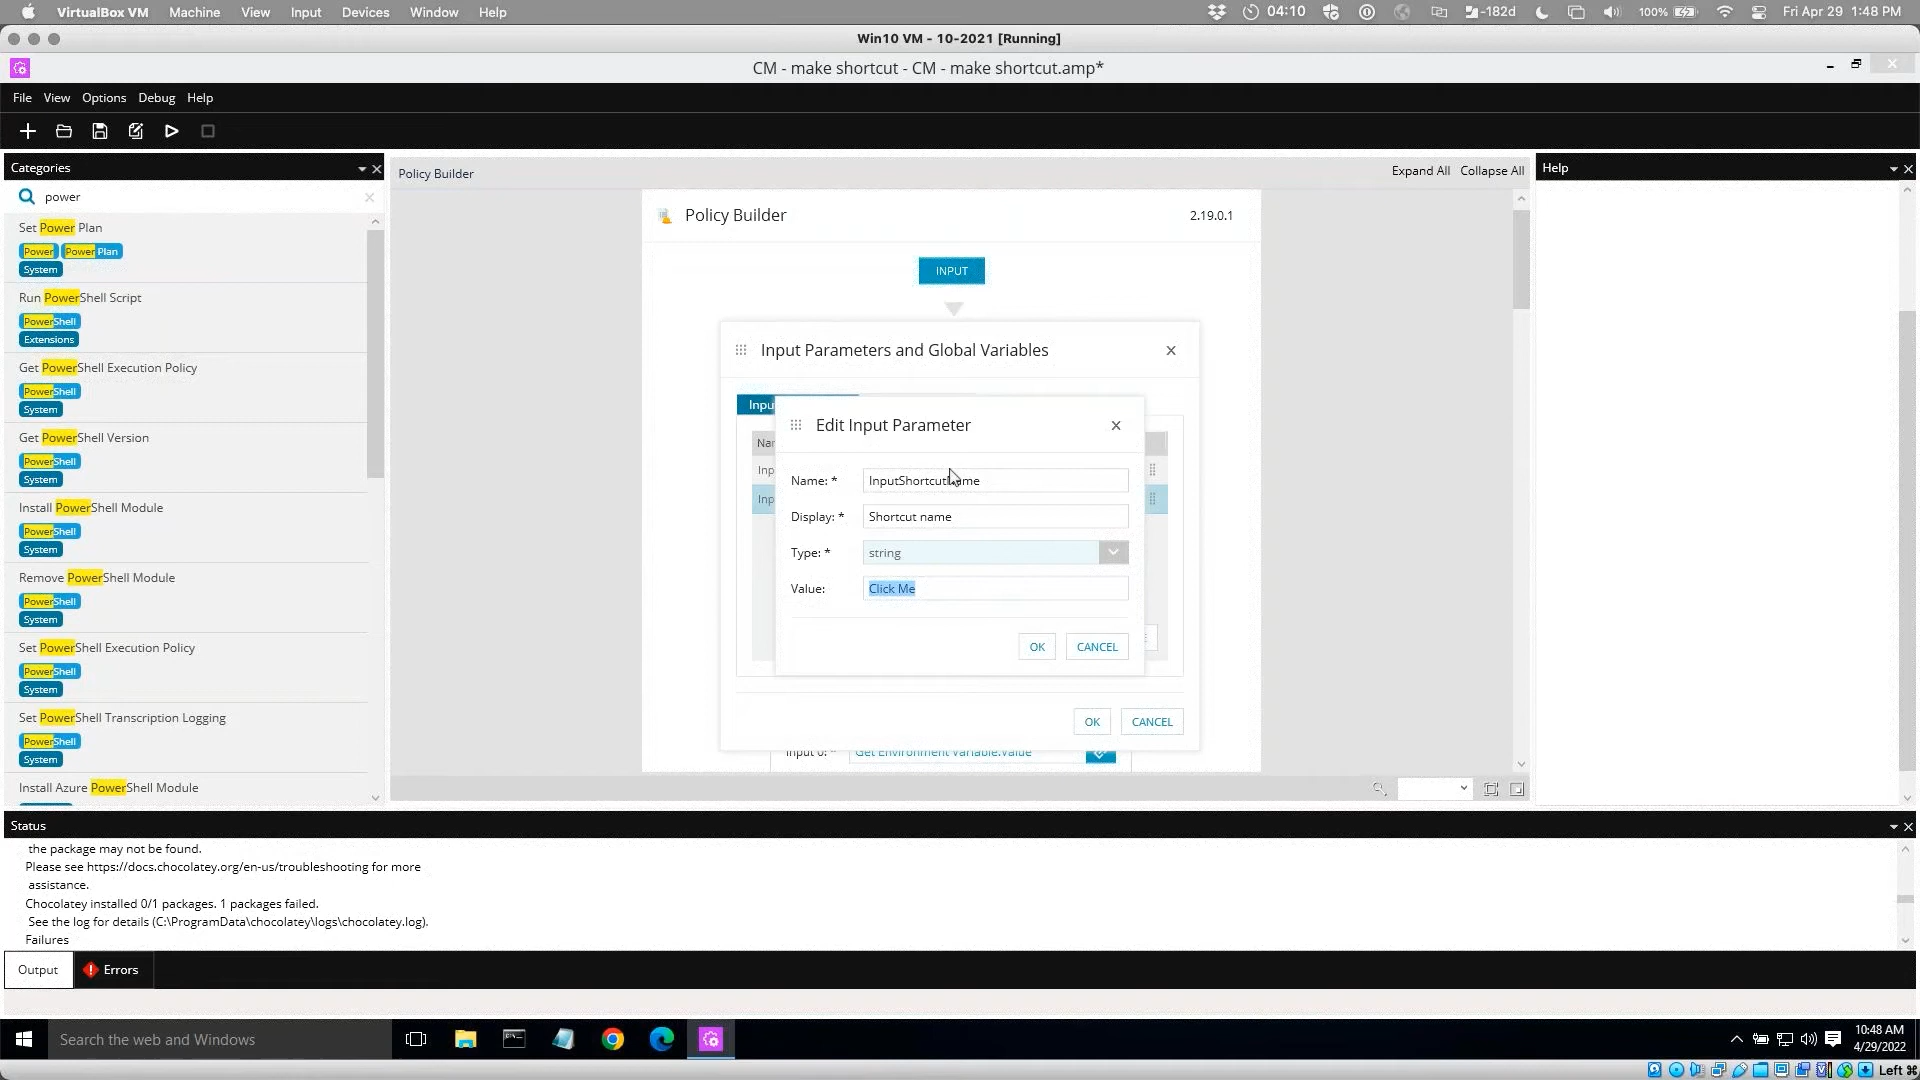 VirtualBox VM Machine View Input Devices Window Help 04:10 -182d 100% Fri Apr 29 1:48 PM
Win10 VM - 10-2021 [Running]
CM - make shortcut - CM - make shortcut.amp*
File View Options Debug Help
Categories
power
Set Power Plan
Power Power Plan
System
Run PowerShell Script
PowerShell
Extensions
Get PowerShell Execution Policy
PowerShell
System
Get PowerShell Version
PowerShell
System
Install PowerShell Module
PowerShell
System
Remove PowerShell Module
PowerShell
System
Set PowerShell Execution Policy
PowerShell
System
Set PowerShell Transcription Logging
PowerShell
System
Install Azure PowerShell Module
Policy Builder Expand All Collapse All
Policy Builder 2.19.0.1
INPUT
Input Parameters and Global Variables
Inpu
Nar
Inp
Inp
Edit Input Parameter
Name: *
Display: * Shortcut name
Type: * string
Value: Click Me
OK CANCEL
OK CANCEL
Get Environment Variable.Value
Help
Status
the package may not be found.
Please see https://docs.chocolatey.org/en-us/troubleshooting for more
assistance.
Chocolatey installed 0/1 packages. 1 packages failed.
See the log for details (C:\ProgramData\chocolatey\logs\chocolatey.log).
Failures
Output Errors
Search the web and Windows
10:48 AM
4/29/2022
Left ⌘